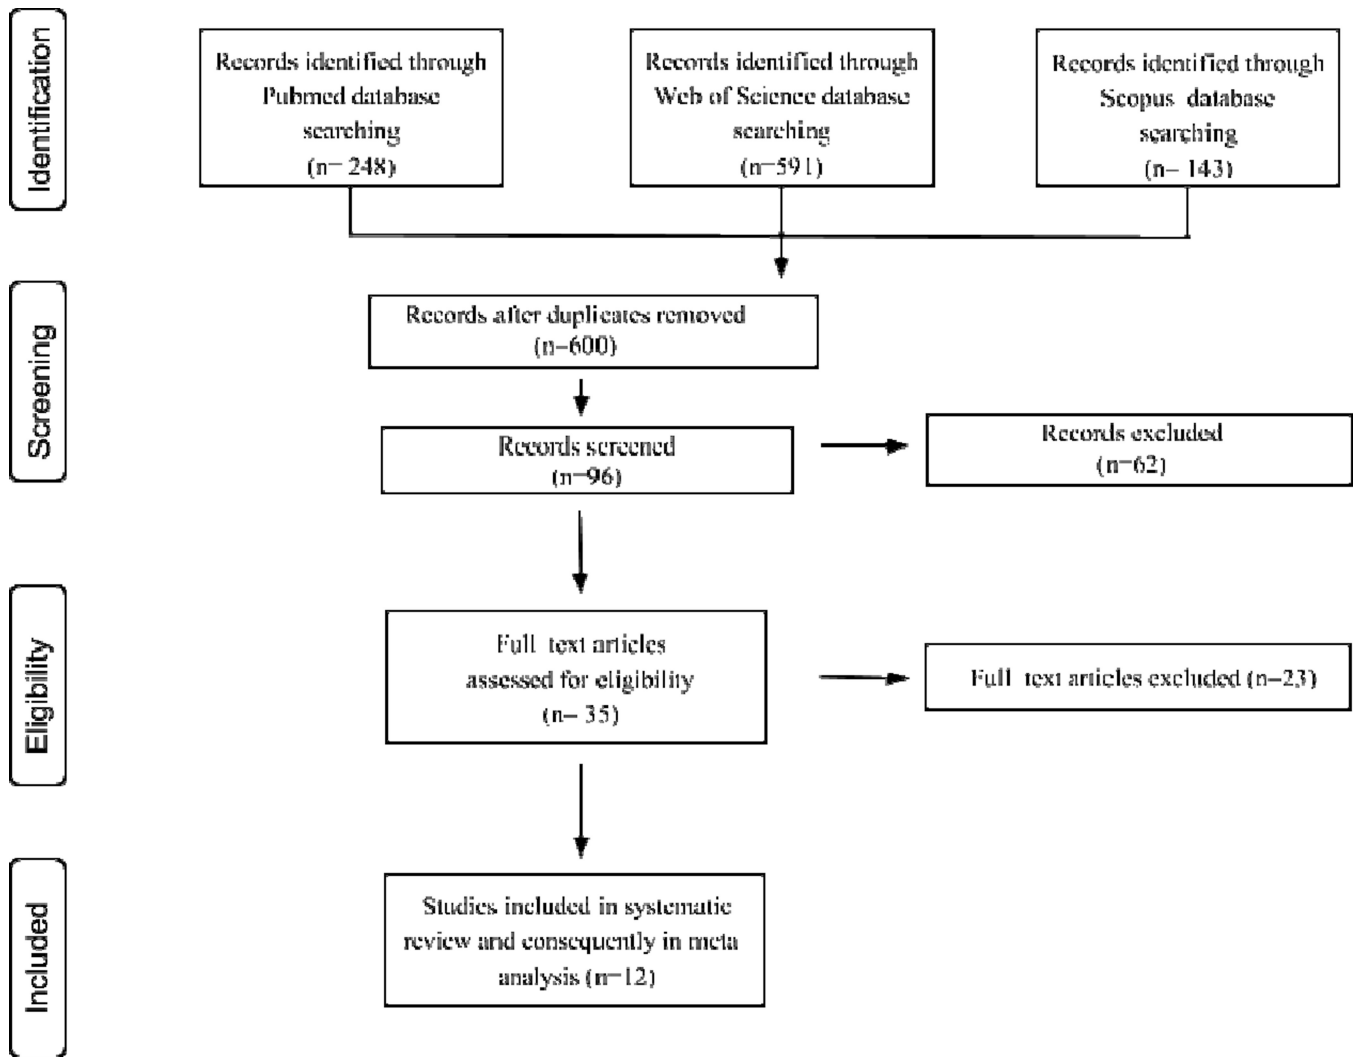 Identification
Records identified through
Pubmed database
searching
(n= 248)
Records identified through
Web of Science database
searching
(n=591)
Records identified through
Scopus database
searching
(n= 143)
Screening
Records after duplicates removed
(n=600)
Records screened
(n=96)
Records excluded
(n=62)
Eligibility
Full text articles
assessed for eligibility
(n= 35)
Full text articles excluded (n=23)
Included
Studies included in systematic
review and consequently in meta
analysis (n=12)